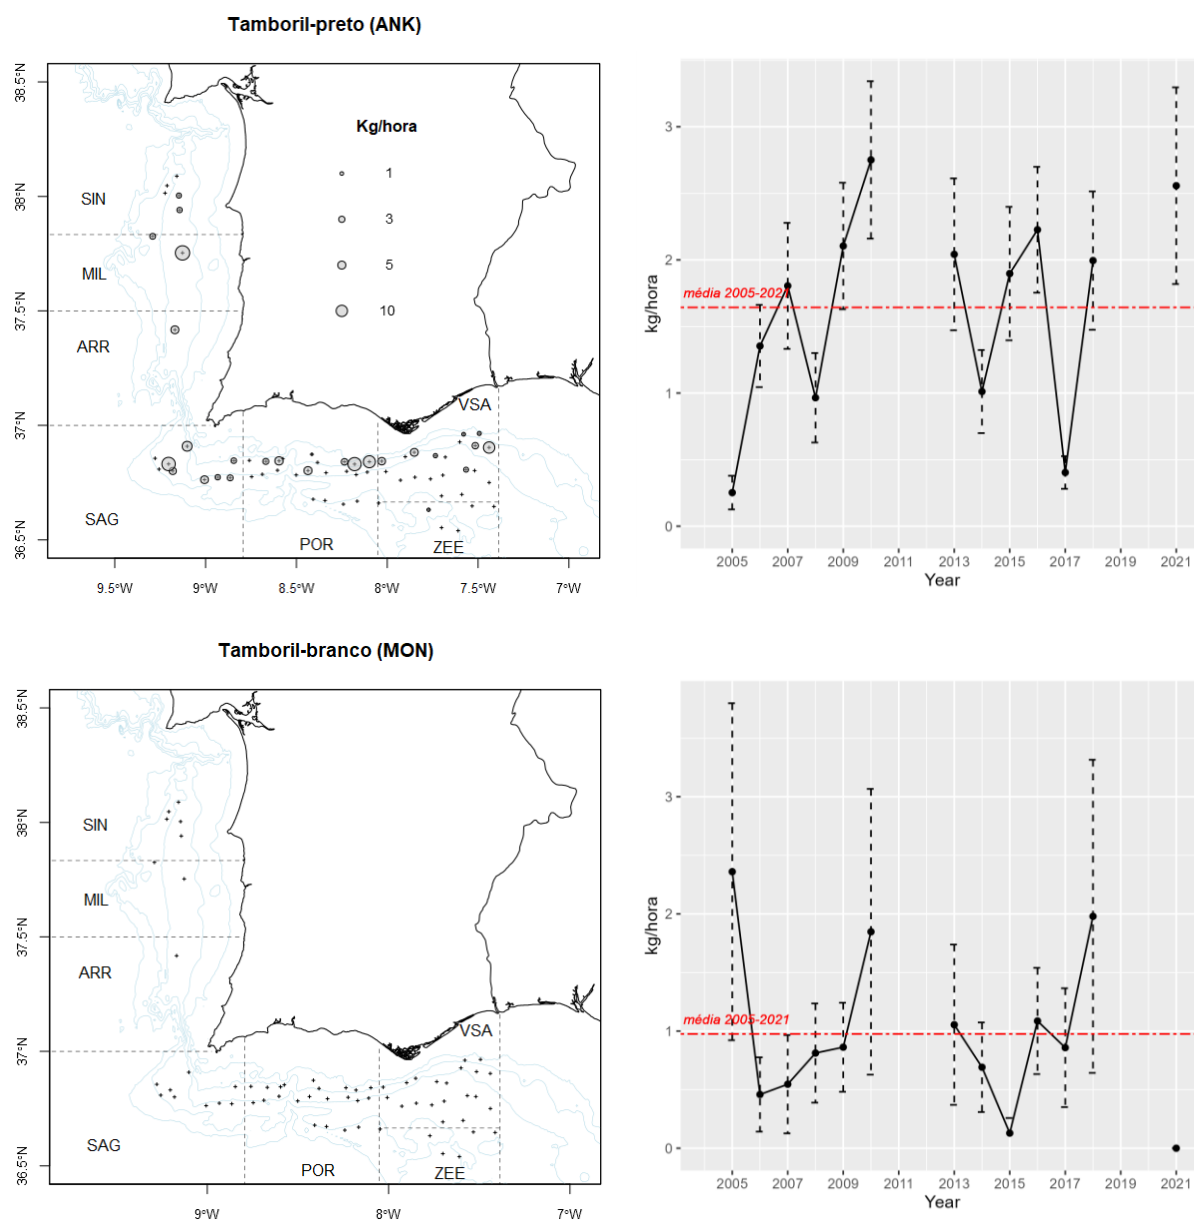 Tamboril-preto (ANK)
38.5°N
38°N
37.5°N
37°N
36.5°N
SIN
MIL
ARR
SAG
POR
ZEE
VSA
Kg/hora
1
3
5
10
9.5°W
9°W
8.5°W
8°W
7.5°W
7°W
kg/hora
3
2
1
0
média 2005-2021
2005
2007
2009
2011
2013
2015
2017
2019
2021
Year
Tamboril-branco (MON)
38.5°N
38°N
37.5°N
37°N
36.5°N
SIN
MIL
ARR
SAG
POR
ZEE
VSA
9°W
8°W
7°W
kg/hora
3
2
1
0
média 2005-2021
2005
2007
2009
2011
2013
2015
2017
2019
2021
Year